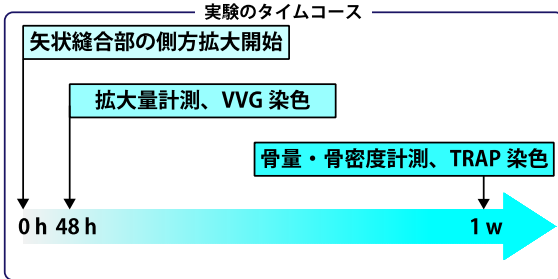 実験のタイムコース
矢状縫合部の側方拡大開始
拡大量計測、VVG 染色
骨量・骨密度計測、TRAP 染色
0 h 48 h 1 w